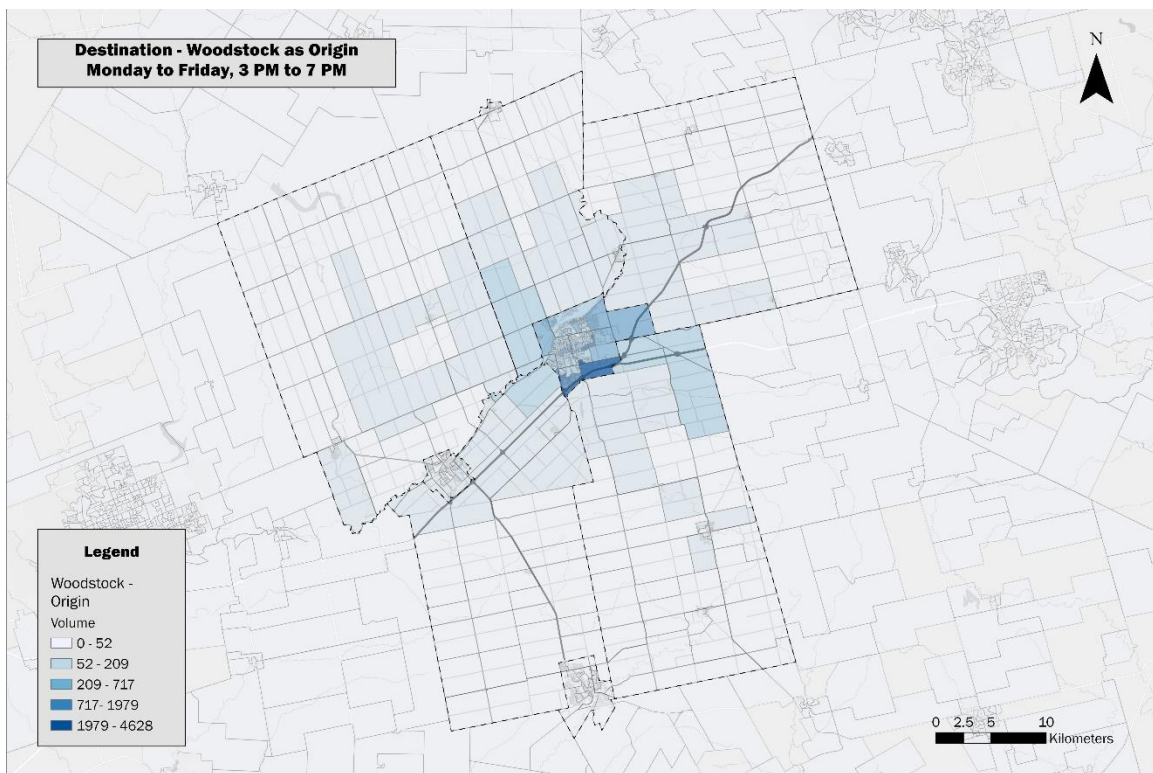 Destination - Woodstock as Origin
Monday to Friday, 3 PM to 7 PM
N
Legend
Woodstock -
Origin
Volume
0 - 52
52 - 209
209 - 717
717- 1979
1979 - 4628
0 2.5 5 10
Kilometers